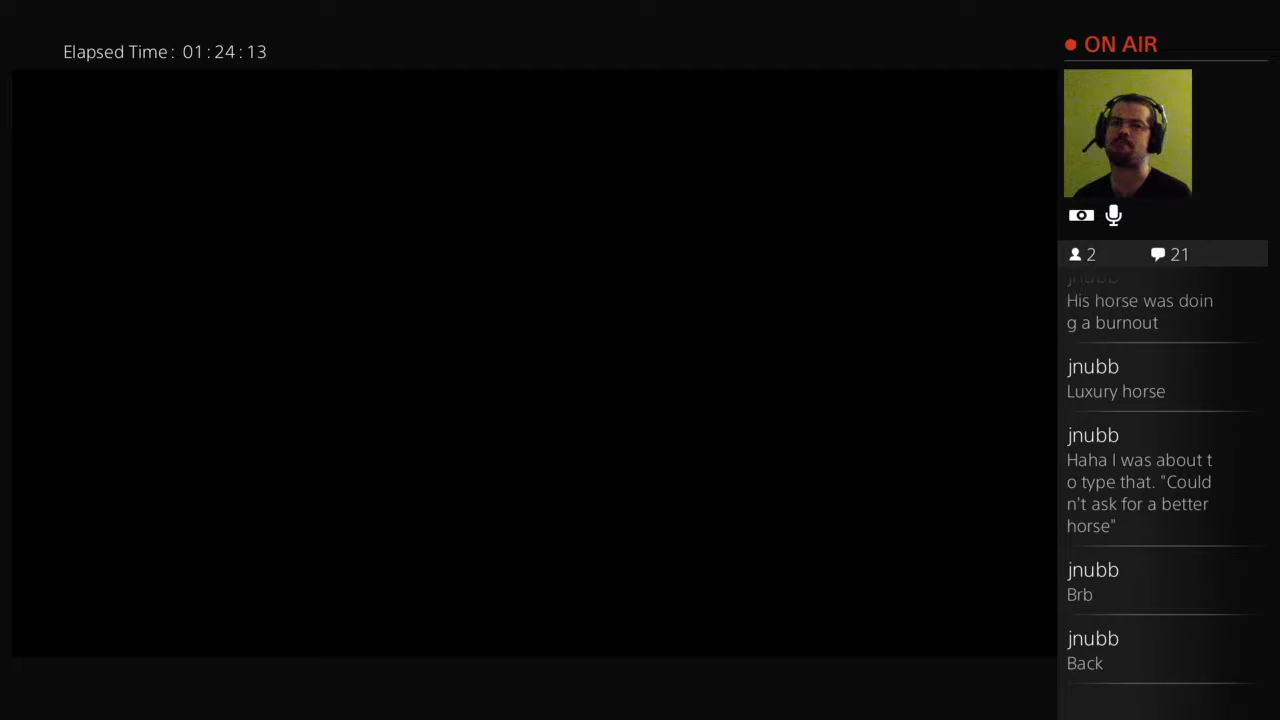 Elapsed Time: 01:24:13
ON AIR
2 21
jnubb
His horse was doin
g a burnout
jnubb
Luxury horse
jnubb
Haha I was about t
o type that. "Could
n't ask for a better
horse"
jnubb
Brb
jnubb
Back